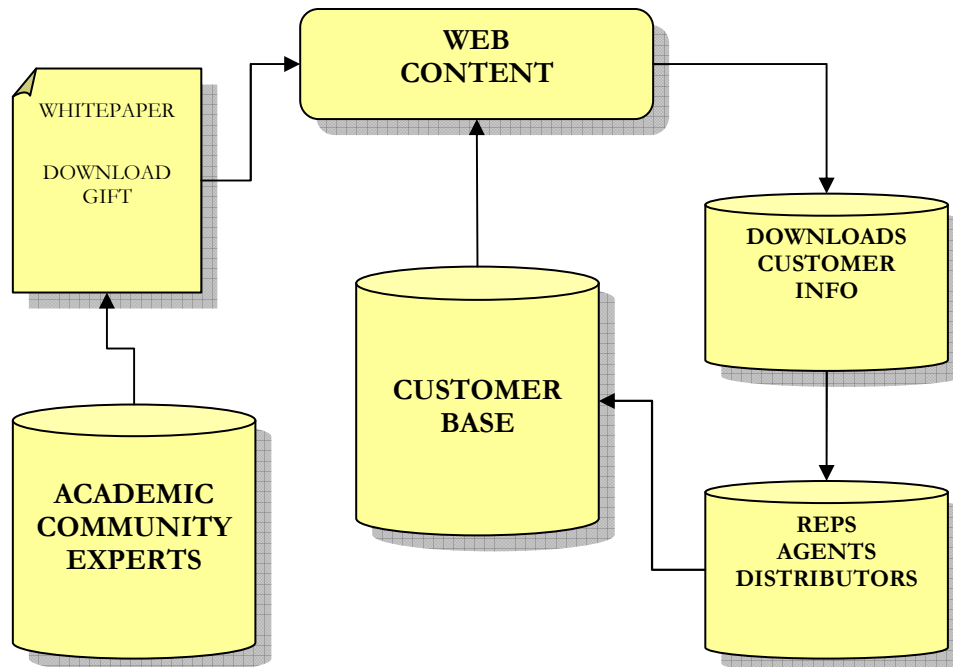 WEB
CONTENT
WHITEPAPER
DOWNLOAD
GIFT
DOWNLOADS
CUSTOMER
INFO
CUSTOMER
BASE
ACADEMIC
COMMUNITY
EXPERTS
REPS
AGENTS
DISTRIBUTORS